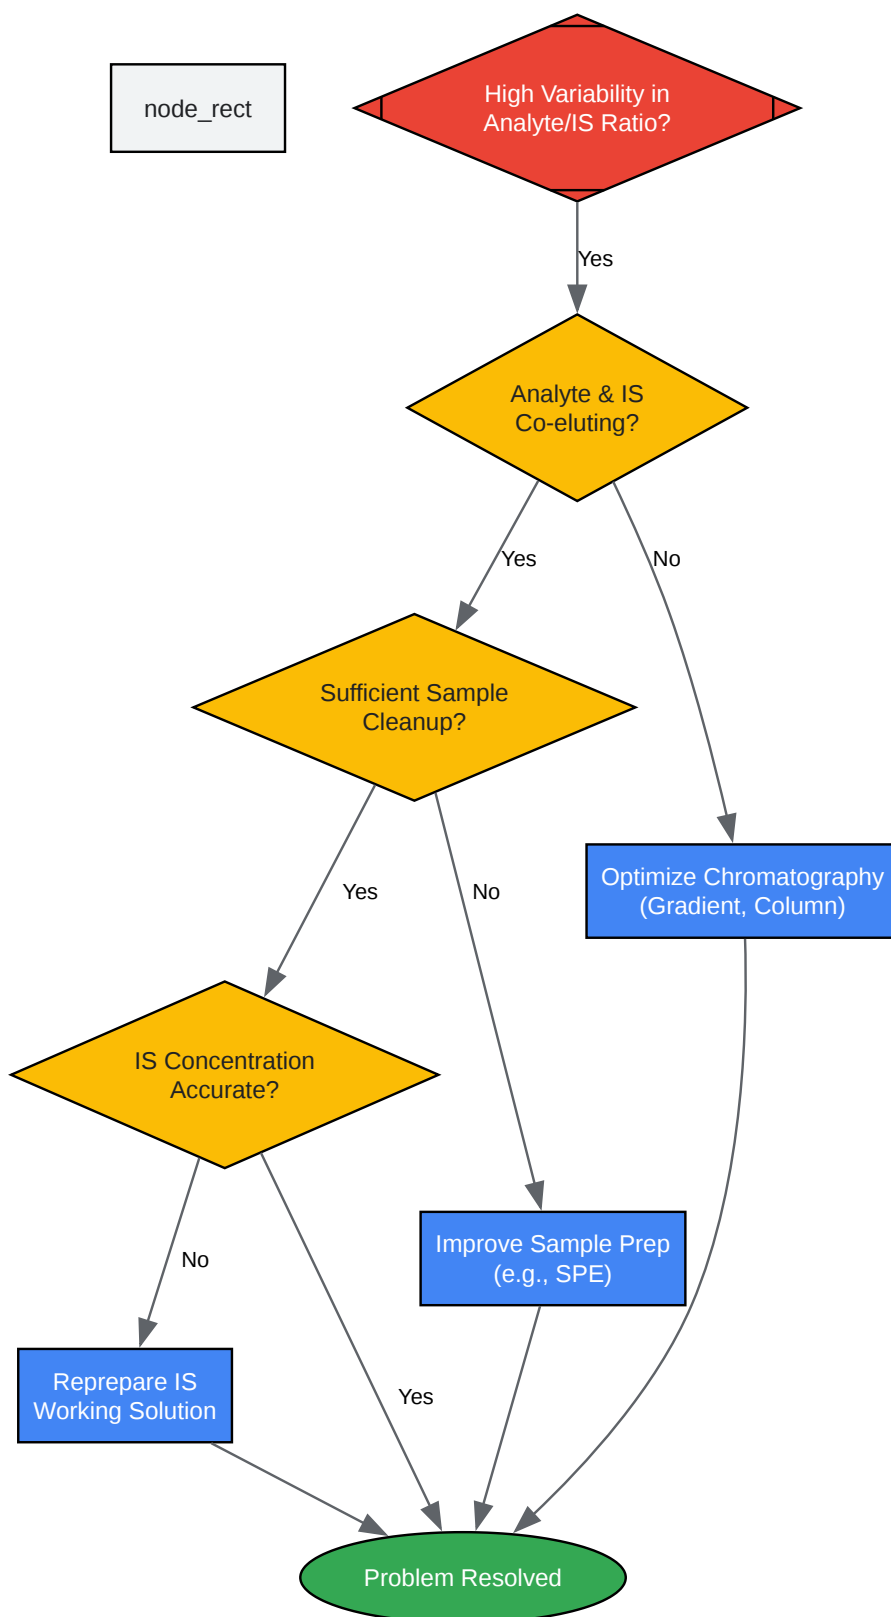 node_rect
High Variability in
Analyte/IS Ratio?
Yes
Analyte & IS
Co-eluting?
Yes
No
Sufficient Sample
Cleanup?
Yes
No
Optimize Chromatography
(Gradient, Column)
IS Concentration
Accurate?
No
Yes
Improve Sample Prep
(e.g., SPE)
Reprepare IS
Working Solution
Problem Resolved